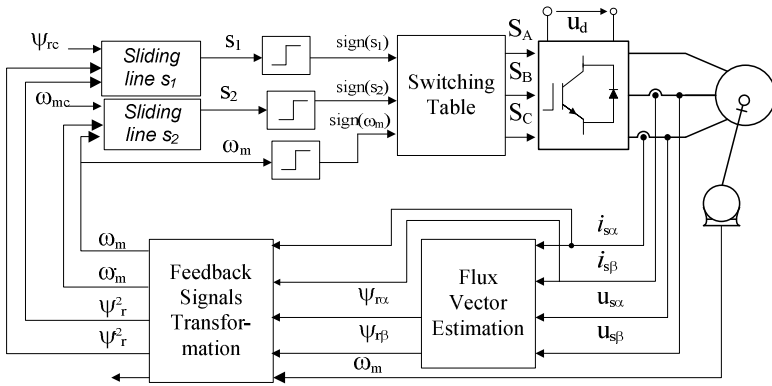 ψrc
Sliding line s1
s1
sign(s1)
ωmc
Sliding line s2
s2
sign(s2)
ωm
sign(ωm)
Switching Table
SA
SB
SC
ud
ωm
ωm
ψ²r
ψ²r
Feedback Signals Transfor-mation
ψrα
ψrβ
ωm
Flux Vector Estimation
isα
isβ
usα
usβ